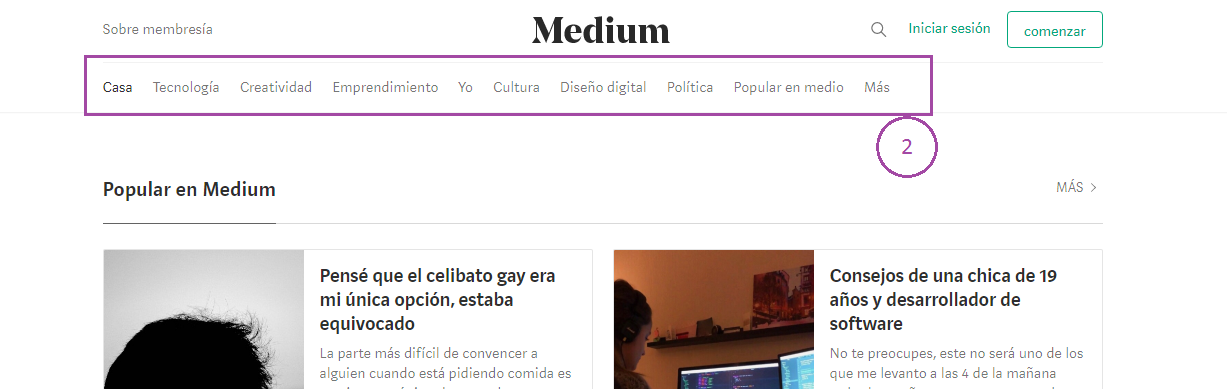 Sobre membresía
Medium
Iniciar sesión
comenzar
Casa Tecnología Creatividad Emprendimiento Yo Cultura Diseño digital Política Popular en medio Más
2
Popular en Medium
MÁS
Pensé que el celibato gay era
mi única opción, estaba
equivocado
La parte más difícil de convencer a
alguien cuando está pidiendo comida es
Consejos de una chica de 19
años y desarrollador de
software
No te preocupes, este no será uno de los
que me levanto a las 4 de la mañana